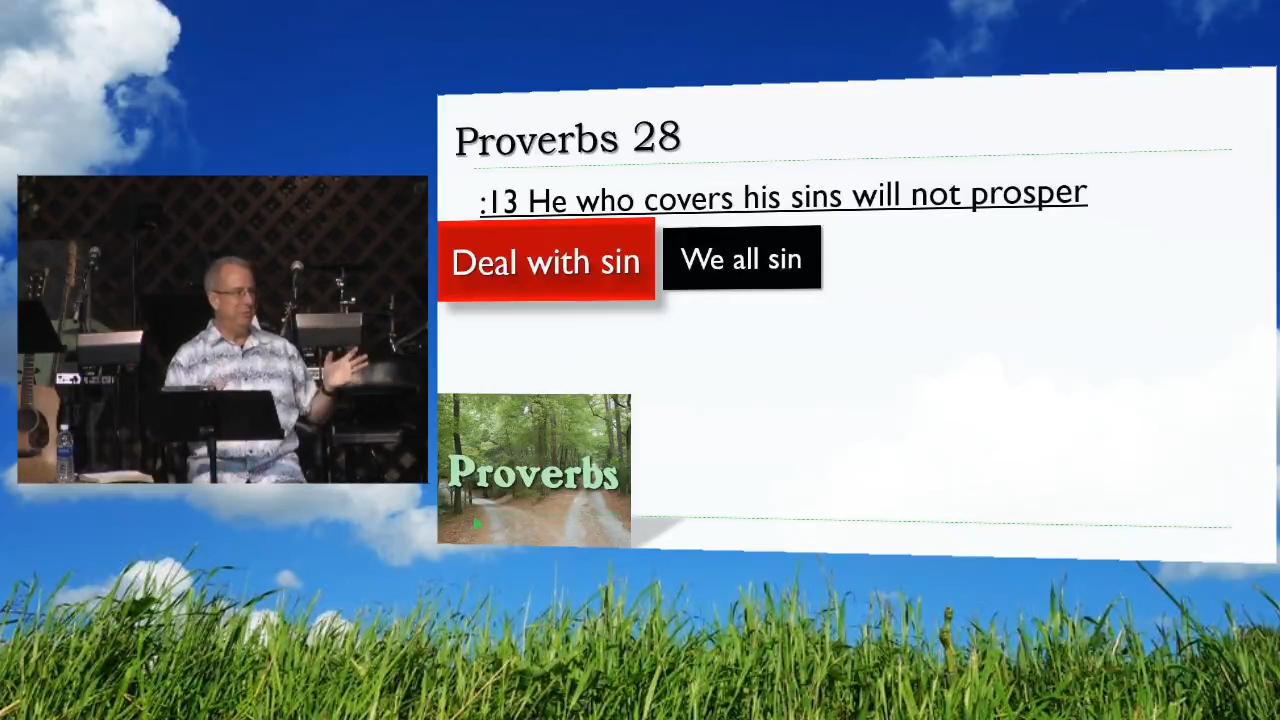 Proverbs 28
:13 He who covers his sins will not prosper
Deal with sin
We all sin
Proverbs